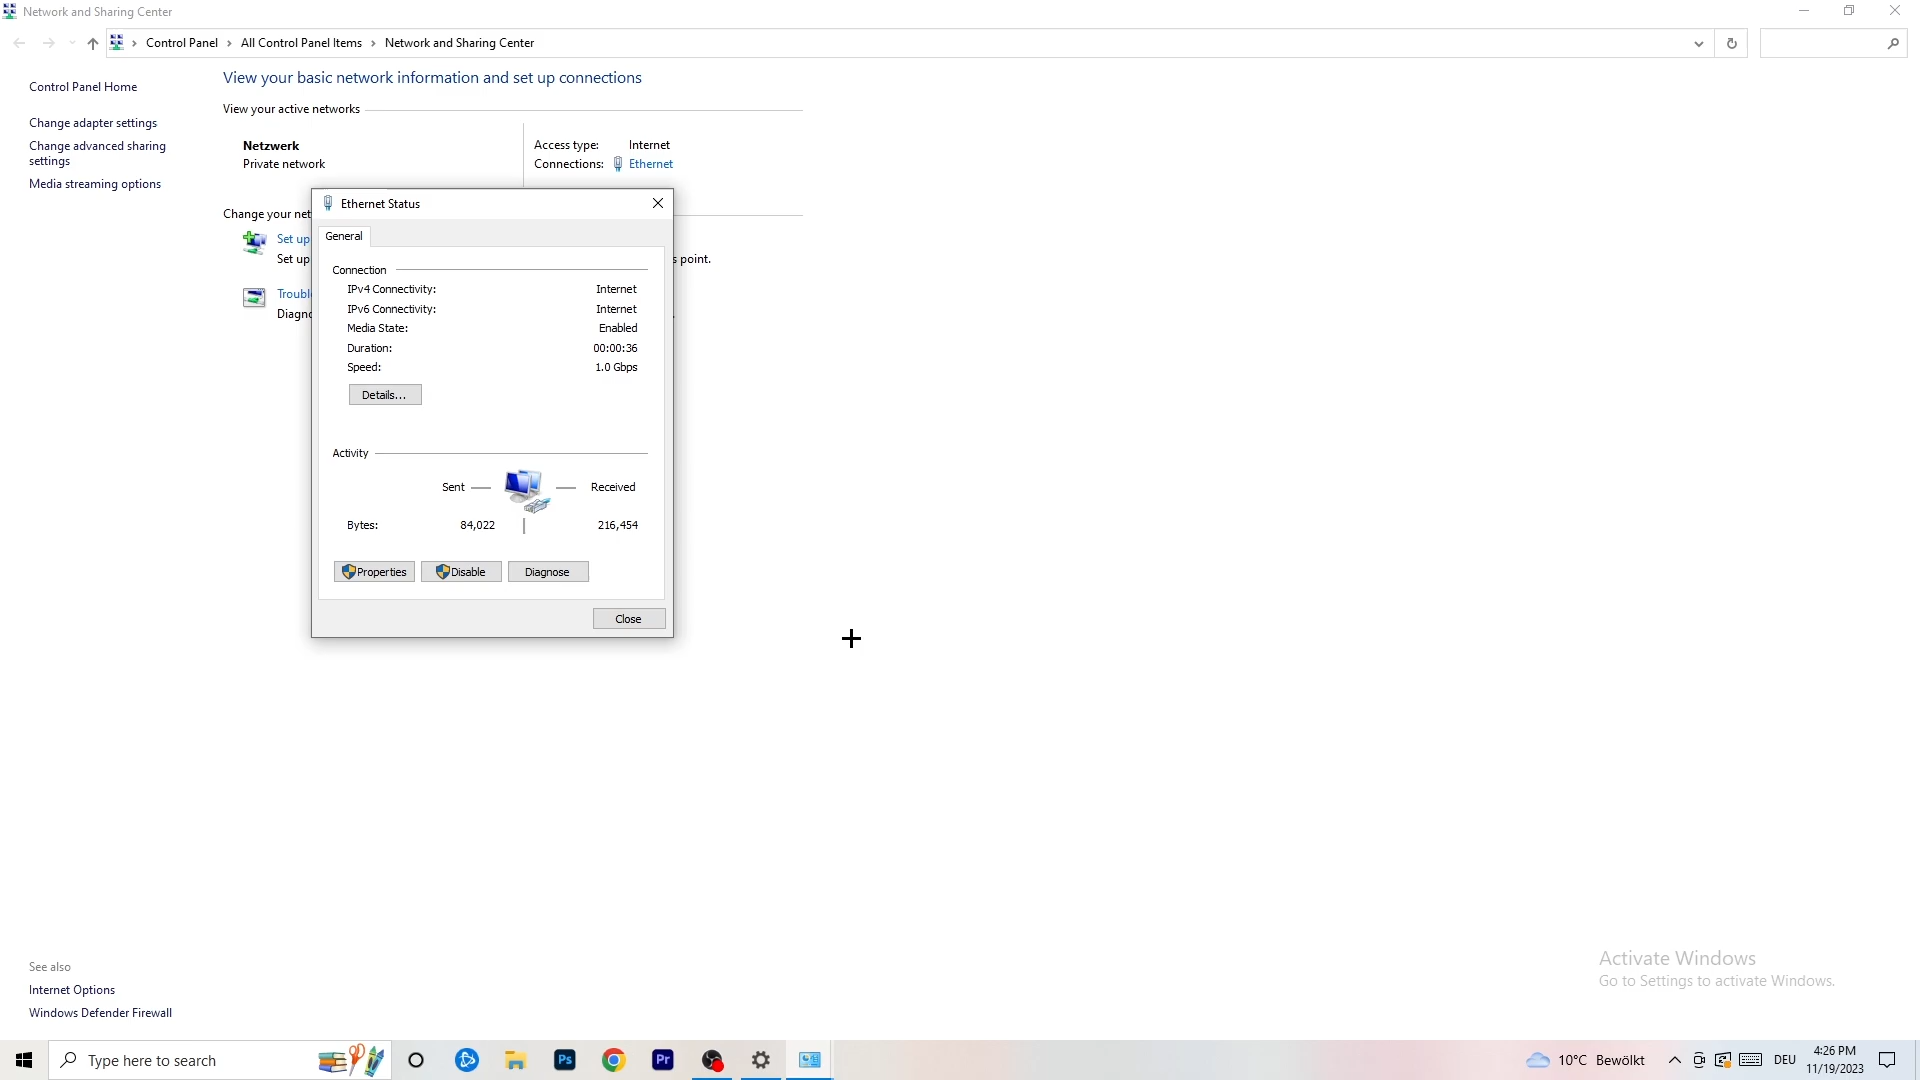 Network and Sharing Center
Control Panel
All Control Panel Items
Network and Sharing Center
Control Panel Home
Change adapter settings
Change advanced sharing
settings
Media streaming options
View your basic network information and set up connections
View your active networks
Netzwerk
Private network
Access type: Internet
Connections: Ethernet
Change your net
Set up
Set up s point.
Troubl
Diagn
Ethernet Status
General
Connection
IPv4 Connectivity: Internet
IPv6 Connectivity: Internet
Media State: Enabled
Duration: 00:00:36
Speed: 1.0 Gbps
Details...
Activity
Sent Received
Bytes: 84,022 216,454
Properties Disable Diagnose
Close
See also
Internet Options
Windows Defender Firewall
Activate Windows
Go to Settings to activate Windows.
Type here to search
Ps
Pr
10°C Bewölkt
DEU
4:26 PM
11/19/2023